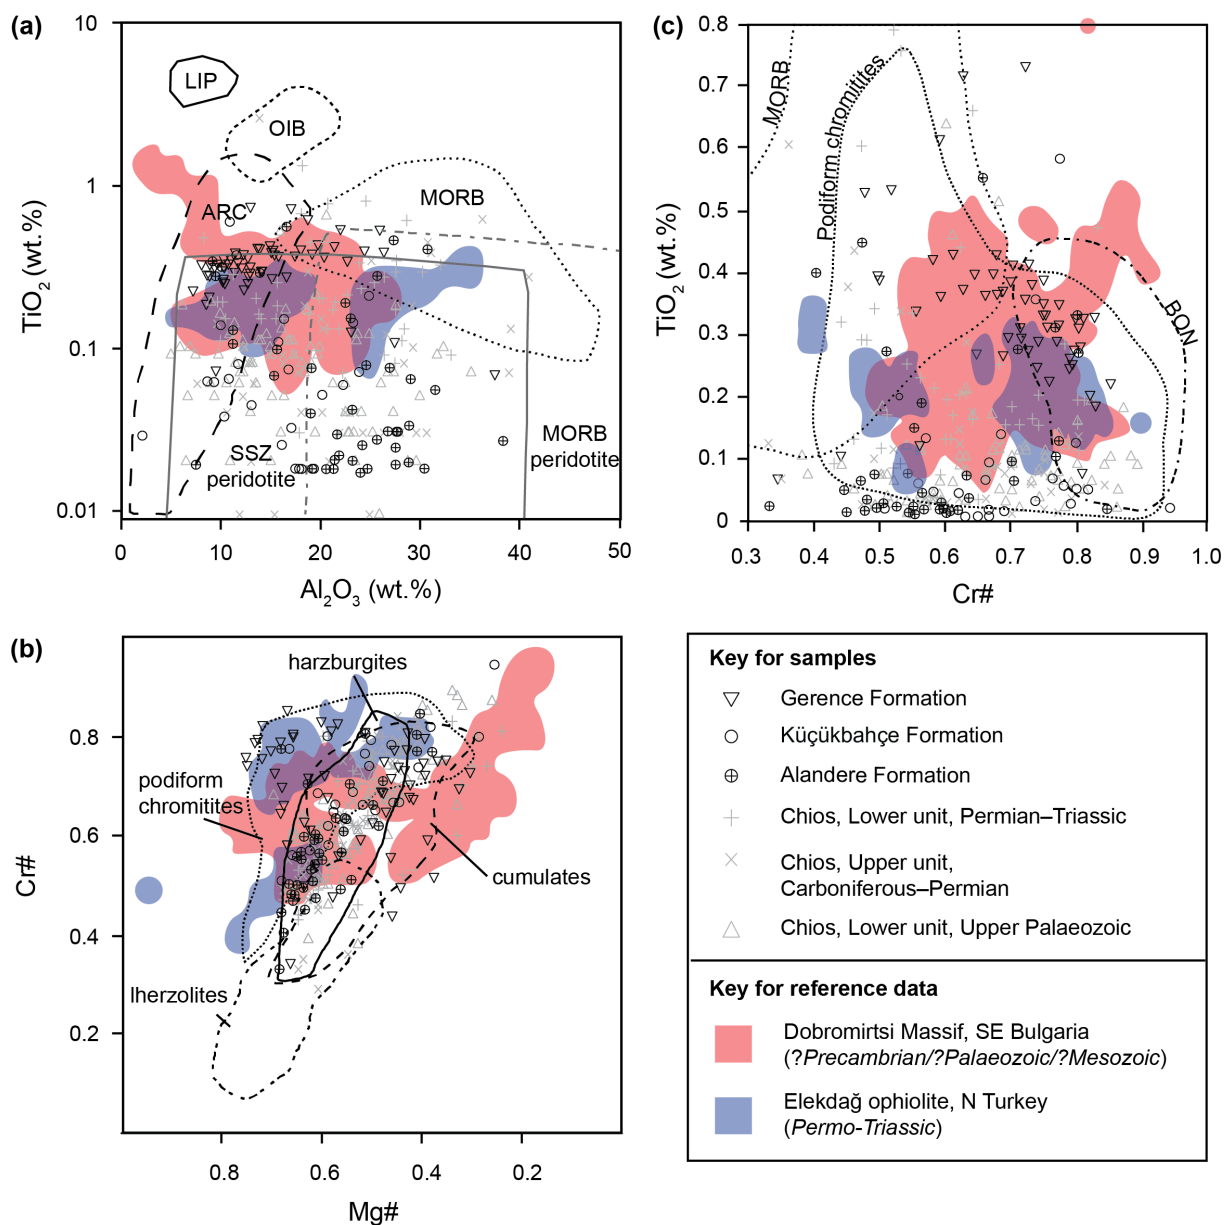 (a)
10
1
0.1
0.01
TiO2 (wt.%)
LIP
OIB
ARC
MORB
SSZ
peridotite
MORB
peridotite
0
10
20
30
40
50
Al2O3 (wt.%)
(c)
0.8
0.7
0.6
0.5
0.4
0.3
0.2
0.1
0
TiO2 (wt.%)
MORB
Podiform chromitites
BON
0.3
0.4
0.5
0.6
0.7
0.8
0.9
1.0
Cr#
(b)
0.8
0.6
0.4
0.2
Cr#
harzburgites
podiform
chromitites
cumulates
lherzolites
0.8
0.6
0.4
0.2
Mg#
Key for samples
Gerence Formation
Küçükbahçe Formation
Alandere Formation
Chios, Lower unit, Permian–Triassic
Chios, Upper unit,
Carboniferous–Permian
Chios, Lower unit, Upper Palaeozoic
Key for reference data
Dobromirtsi Massif, SE Bulgaria
(?Precambrian/?Palaeozoic/?Mesozoic)
Elekdağ ophiolite, N Turkey
(Permo-Triassic)